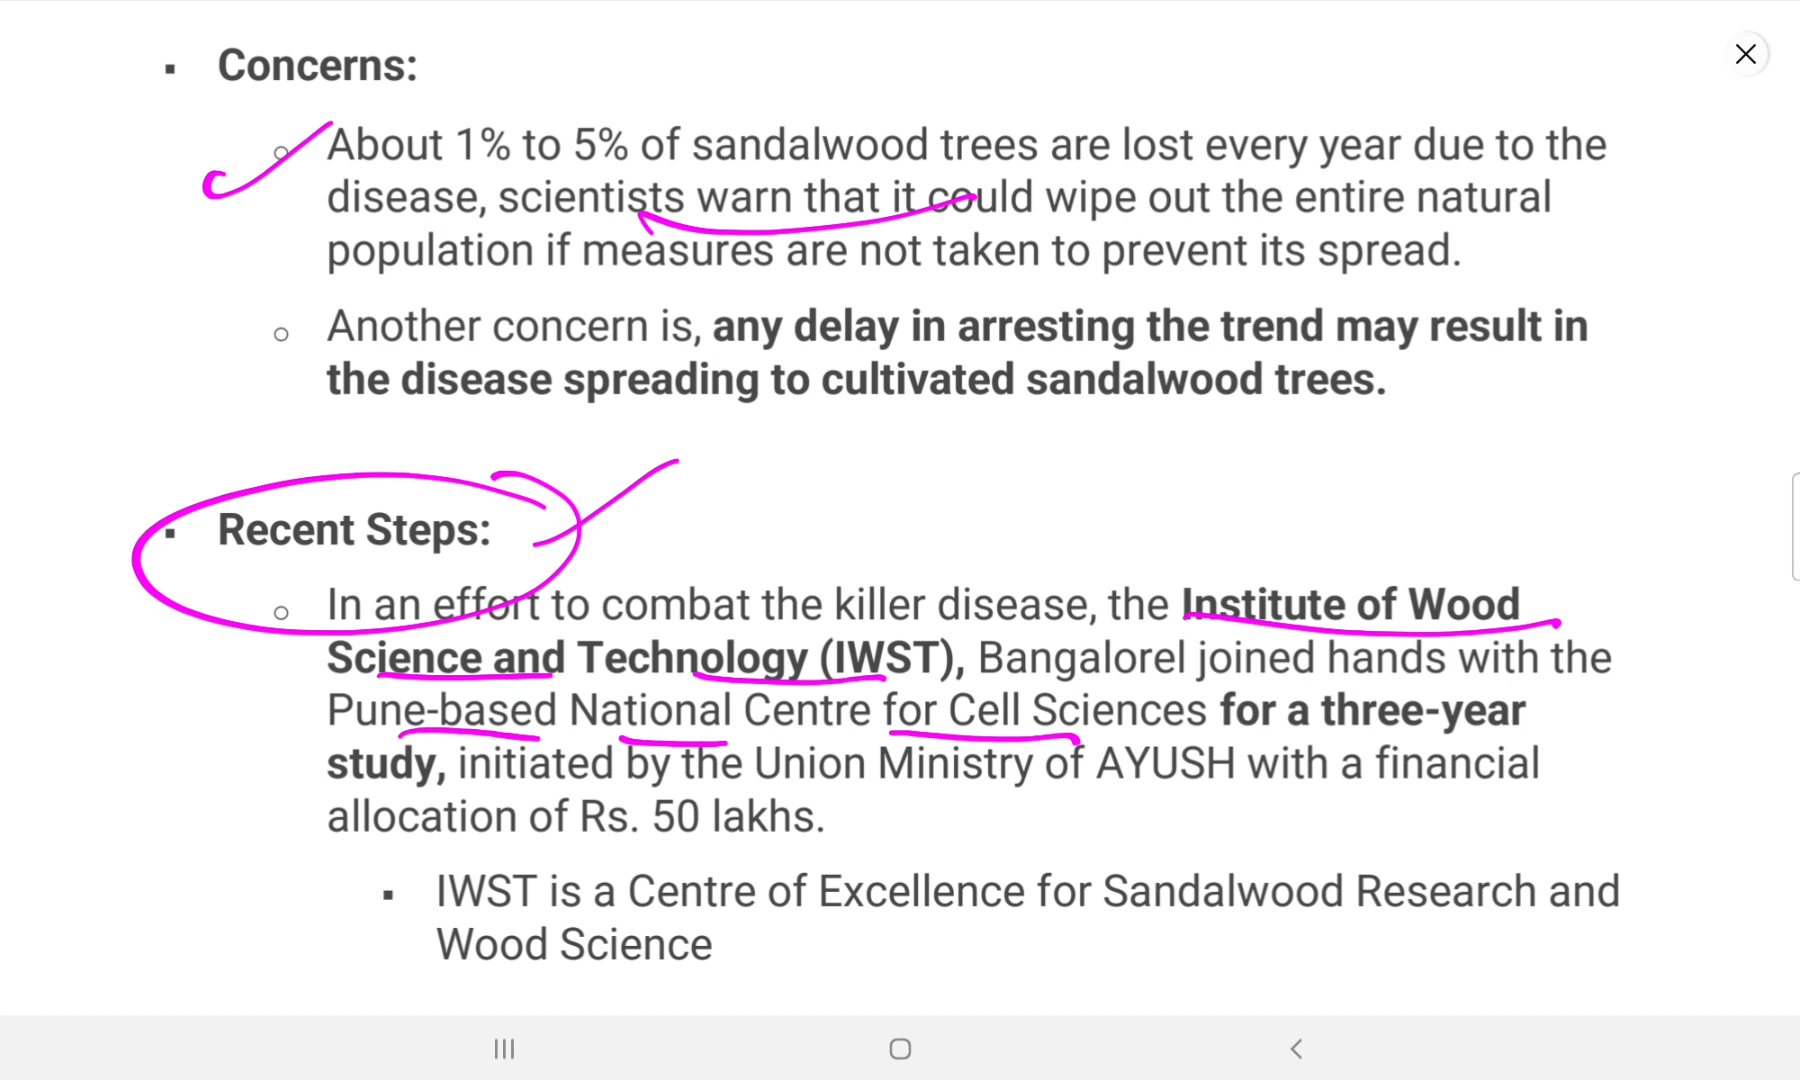 Concerns:
About 1% to 5% of sandalwood trees are lost every year due to the
disease, scientists warn that it could wipe out the entire natural
population if measures are not taken to prevent its spread.
Another concern is, any delay in arresting the trend may result in
the disease spreading to cultivated sandalwood trees.
Recent Steps:
In an effort to combat the killer disease, the Institute of Wood
Science and Technology (IWST), Bangalorel joined hands with the
Pune-based National Centre for Cell Sciences for a three-year
study, initiated by the Union Ministry of AYUSH with a financial
allocation of Rs. 50 lakhs.
IWST is a Centre of Excellence for Sandalwood Research and
Wood Science